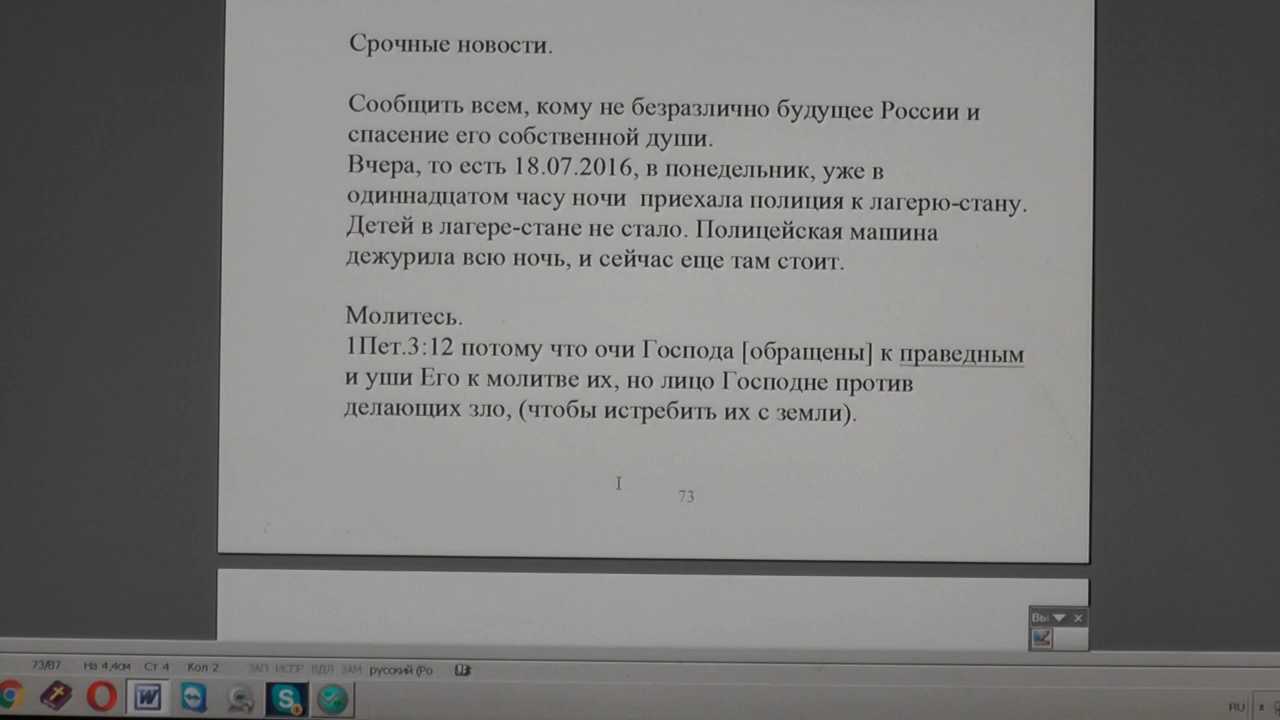 Срочные новости.
Сообщить всем, кому не безразлично будущее России и
спасение его собственной души.
Вчера, то есть 18.07.2016, в понедельник, уже в
одиннадцатом часу ночи приехала полиция к лагерю-стану.
Детей в лагере-стане не стало. Полицейская машина
дежурила всю ночь, и сейчас еще там стоит.
Молитесь.
1Пет.3:12 потому что очи Господа [обращены] к праведным
и уши Его к молитве их, но лицо Господне против
делающих зло, (чтобы истребить их с земли).
73
Вы
73/87 На 4,4см Ст 4 Кол 2 ЗАП ИСПР ВДЛ ЗАМ русский (Ро
RU